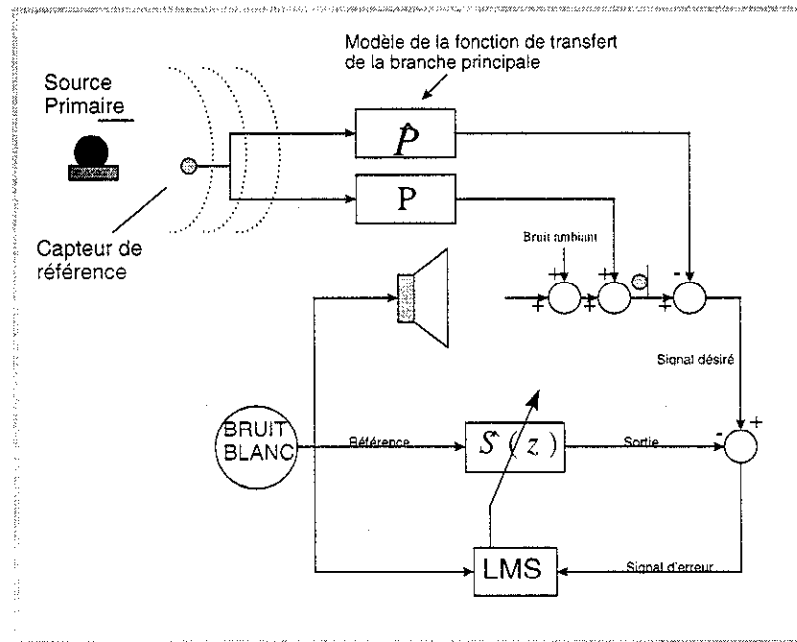 Modèle de la fonction de transfert
de la branche principale
Source
Primaire
P̂
P
Capteur de
référence
Bruit ambiant
+
+
-
+
+
+
Signal désiré
+
-
BRUIT
BLANC
Référence
Ŝ(z)
Sortie
LMS
Signal d'erreur